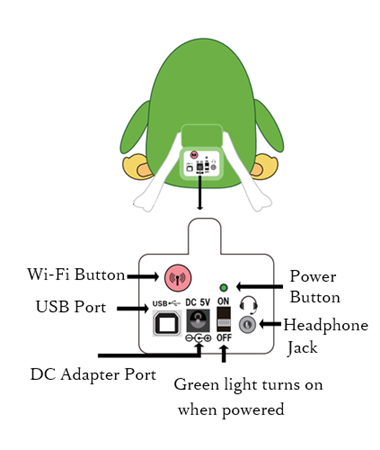 Wi-Fi Button
USB Port
DC Adapter Port
USB
DC 5V
ON
OFF
Power
Button
Headphone
Jack
Green light turns on
when powered